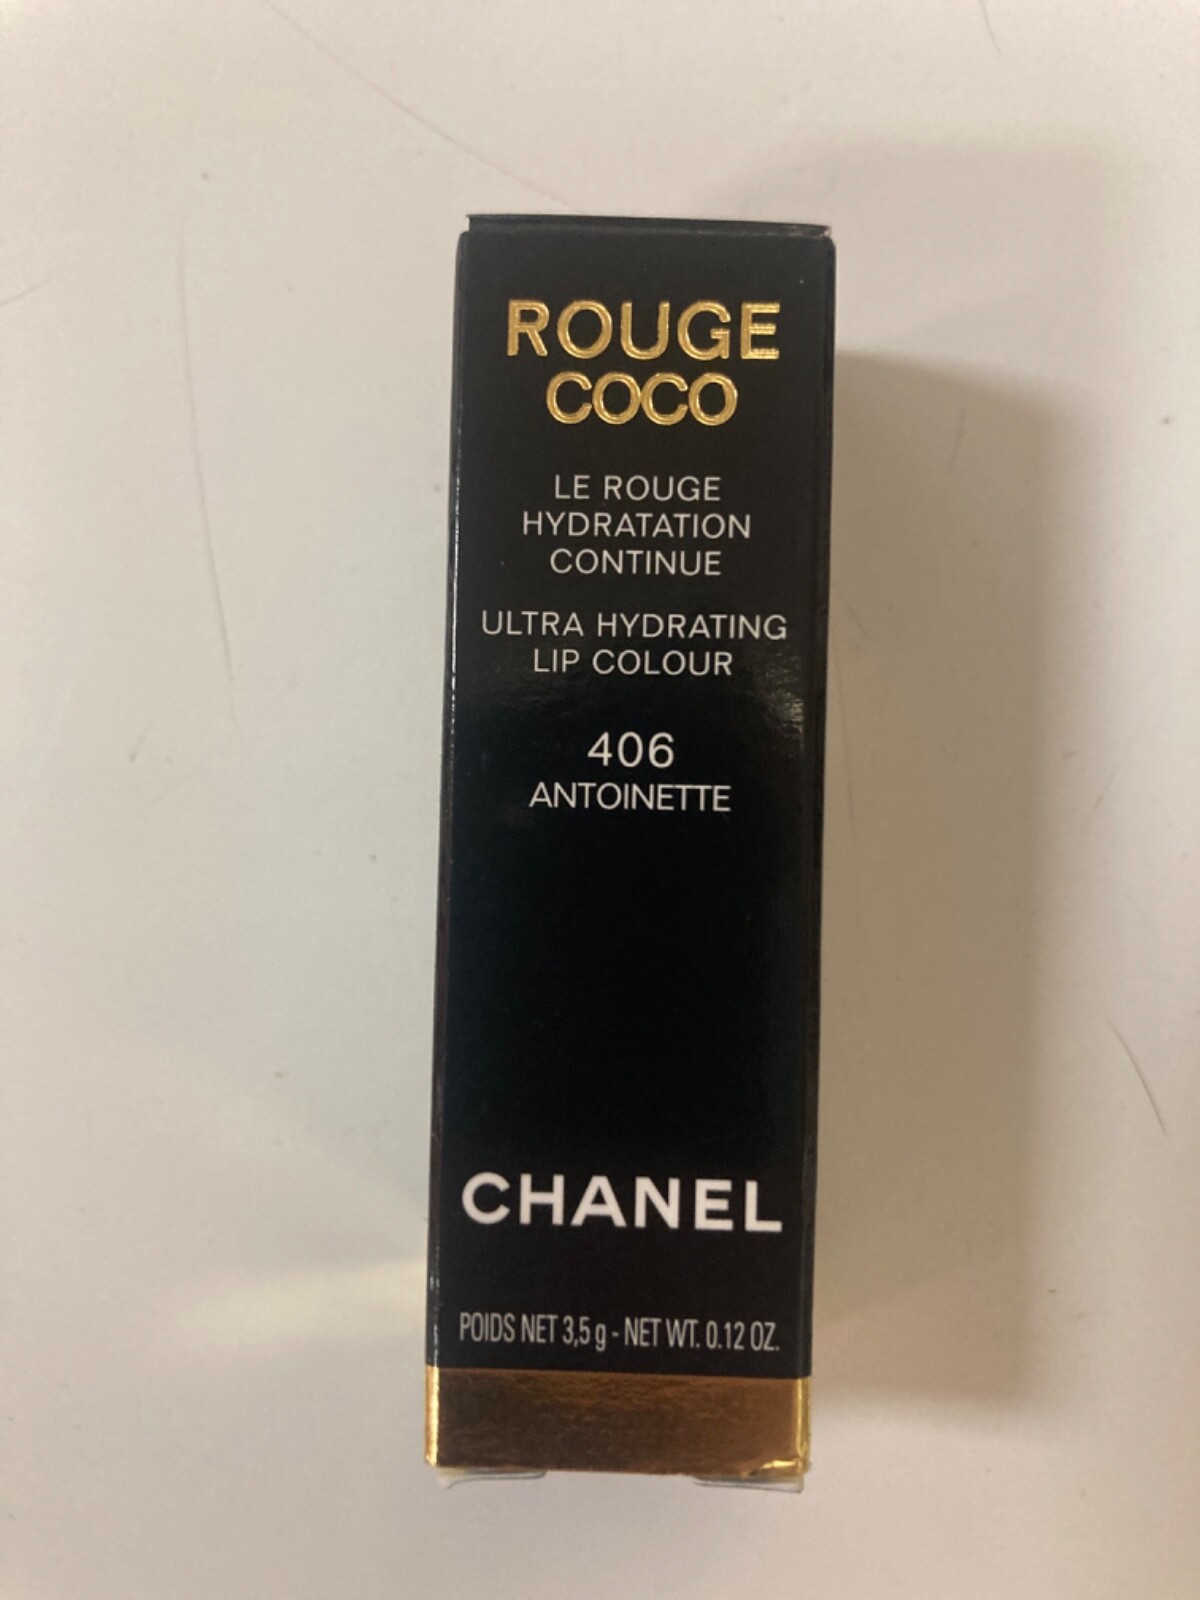 ROUGE
COCO
LE ROUGE
HYDRATATION
CONTINUE
ULTRA HYDRATING
LIP COLOUR
406
ANTOINETTE
CHANEL
POIDS NET 3,5 g - NET WT. 0.12 OZ.